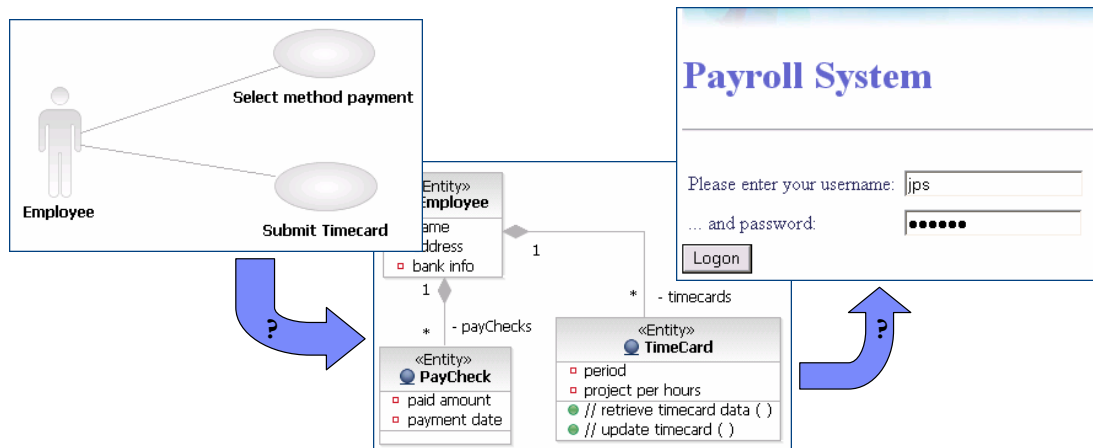 Select method payment
Employee
Submit Timecard
?
Entity»
Employee
ame
ddress
bank info
1
1
*
- payChecks
*
- timecards
«Entity»
PayCheck
paid amount
payment date
«Entity»
TimeCard
period
project per hours
// retrieve timecard data ( )
// update timecard ( )
?
Payroll System
Please enter your username: jps
... and password: ●●●●●●
Logon